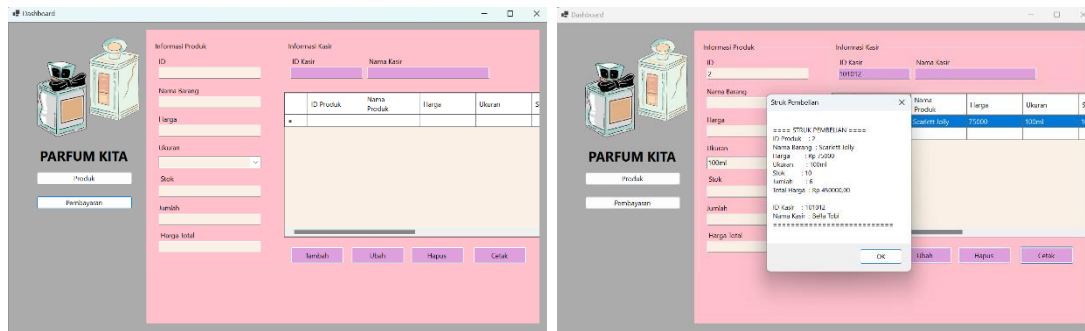 Dashboard
Informasi Produk
ID
Nama Barang
Harga
Ukuran
Stok
Jumlah
Harga Total
Informasi Kasir
ID Kasir Nama Kasir
ID Produk Nama Produk Harga Ukuran S
PARFUM KITA
Produk
Pembayaran
Tambah Ubah Hapus Cetak
Dashboard
Informasi Produk
ID
2
Nama Barang
Harga
Ukuran
100ml
Stok
Jumlah
Harga Total
Informasi Kasir
ID Kasir Nama Kasir
101012
Nama Produk Harga Ukuran S
Scarlett Jolly 75000 100ml
PARFUM KITA
Produk
Pembayaran
Struk Pembelian
==== STRUK PEMBELIAN ====
ID Produk : 2
Nama Barang : Scarlett Jolly
Harga : Rp 75000
Ukuran : 100ml
Stok : 10
Jumlah : 6
Total Harga : Rp 450000,00
ID Kasir : 101012
Nama Kasir : Bella Tobi
===========================
OK
Ubah Hapus Cetak